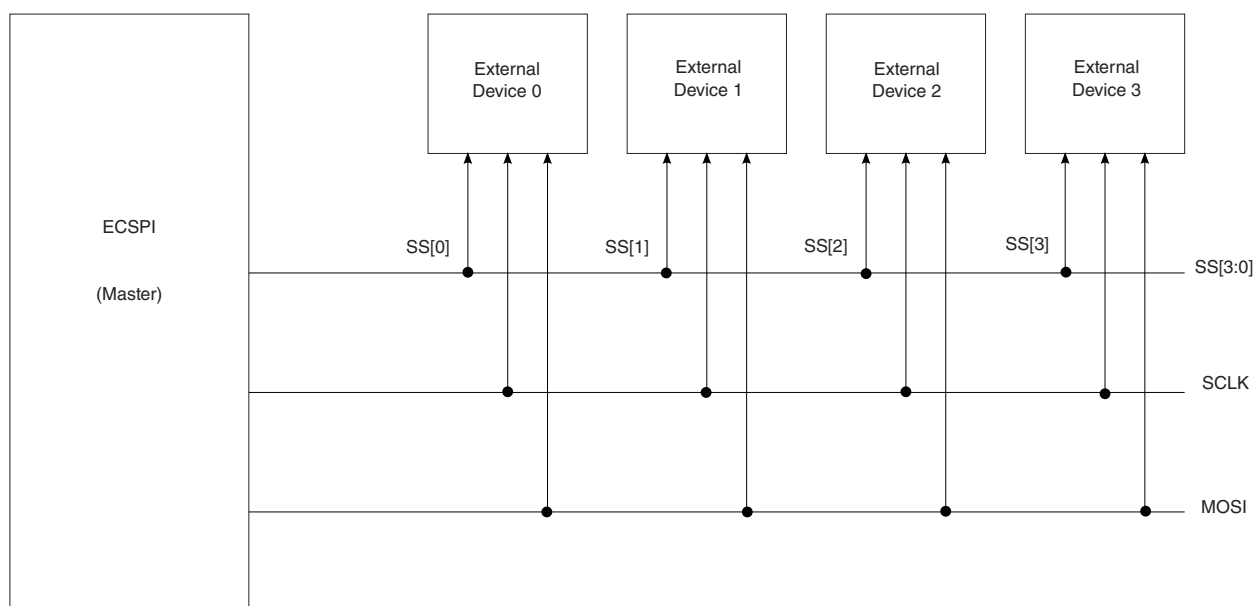 External
Device 0
External
Device 1
External
Device 2
External
Device 3
ECSPI
(Master)
SS[0]
SS[1]
SS[2]
SS[3]
SS[3:0]
SCLK
MOSI